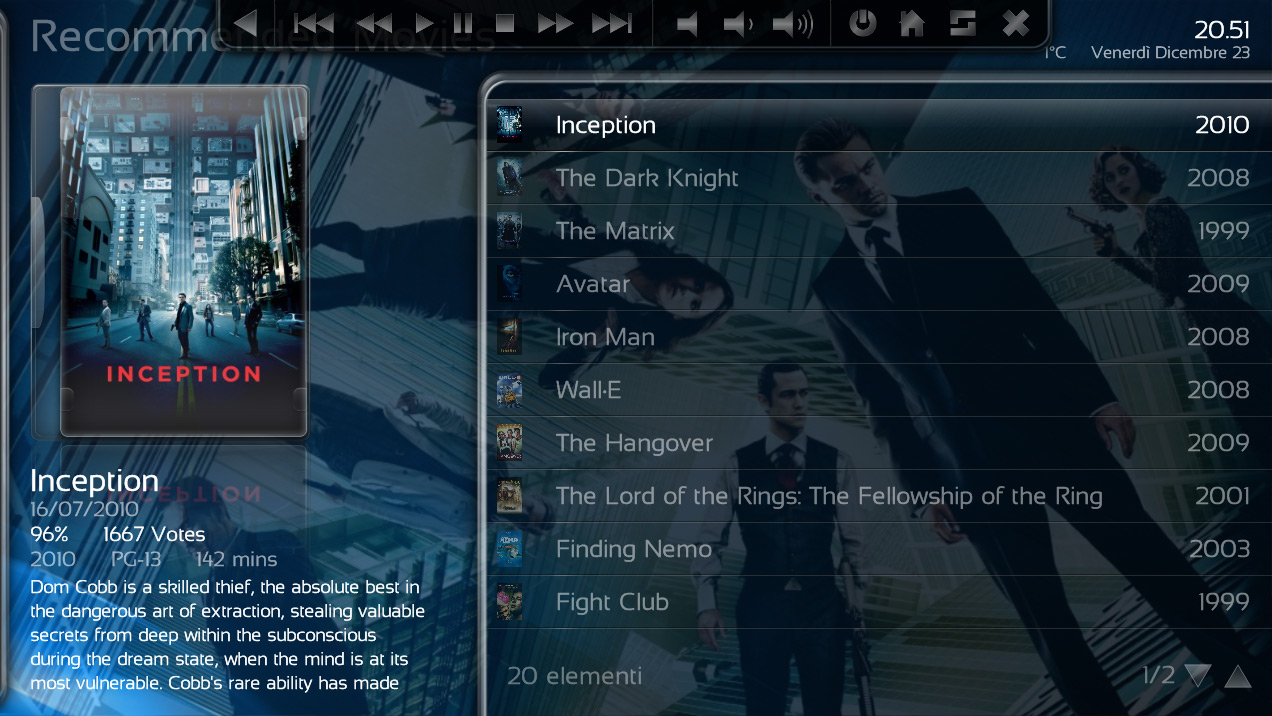 Recommended Movies
20.51
1°C Venerdì Dicembre 23
INCEPTION
Inception
16/07/2010
96% 1667 Votes
2010 PG-13 142 mins
Dom Cobb is a skilled thief, the absolute best in
the dangerous art of extraction, stealing valuable
secrets from deep within the subconscious
during the dream state, when the mind is at its
most vulnerable. Cobb's rare ability has made
Inception 2010
The Dark Knight 2008
The Matrix 1999
Avatar 2009
Iron Man 2008
Wall·E 2008
The Hangover 2009
The Lord of the Rings: The Fellowship of the Ring 2001
Finding Nemo 2003
Fight Club 1999
20 elementi 1/2